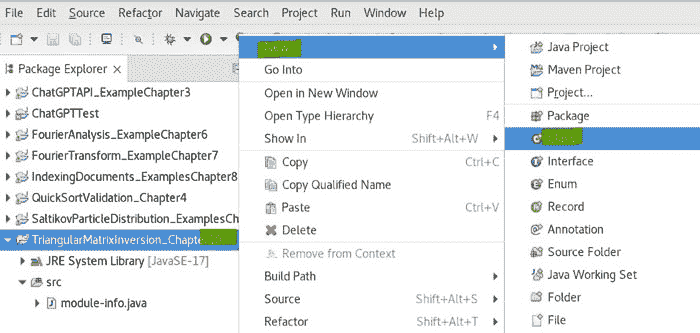 File Edit Source Refactor Navigate Search Project Run Window Help
Package Explorer
ChatGPTAPI_ExampleChapter3
ChatGPTTest
FourierAnalysis_ExampleChapter6
FourierTransform_ExampleChapter7
IndexingDocuments_ExamplesChapter8
QuickSortValidation_Chapter4
SaltikovParticleDistribution_ExamplesCh
TriangularMatrixInversion_Chapte
JRE System Library [JavaSE-17]
src
module-info.java
Go Into
Open in New Window
Open Type Hierarchy F4
Show In Shift+Alt+W
Copy Ctrl+C
Copy Qualified Name
Paste Ctrl+V
Delete
Remove from Context
Build Path
Source Shift+Alt+S
Refactor Shift+Alt+T
Java Project
Maven Project
Project...
Package
Interface
Enum
Record
Annotation
Source Folder
Java Working Set
Folder
File